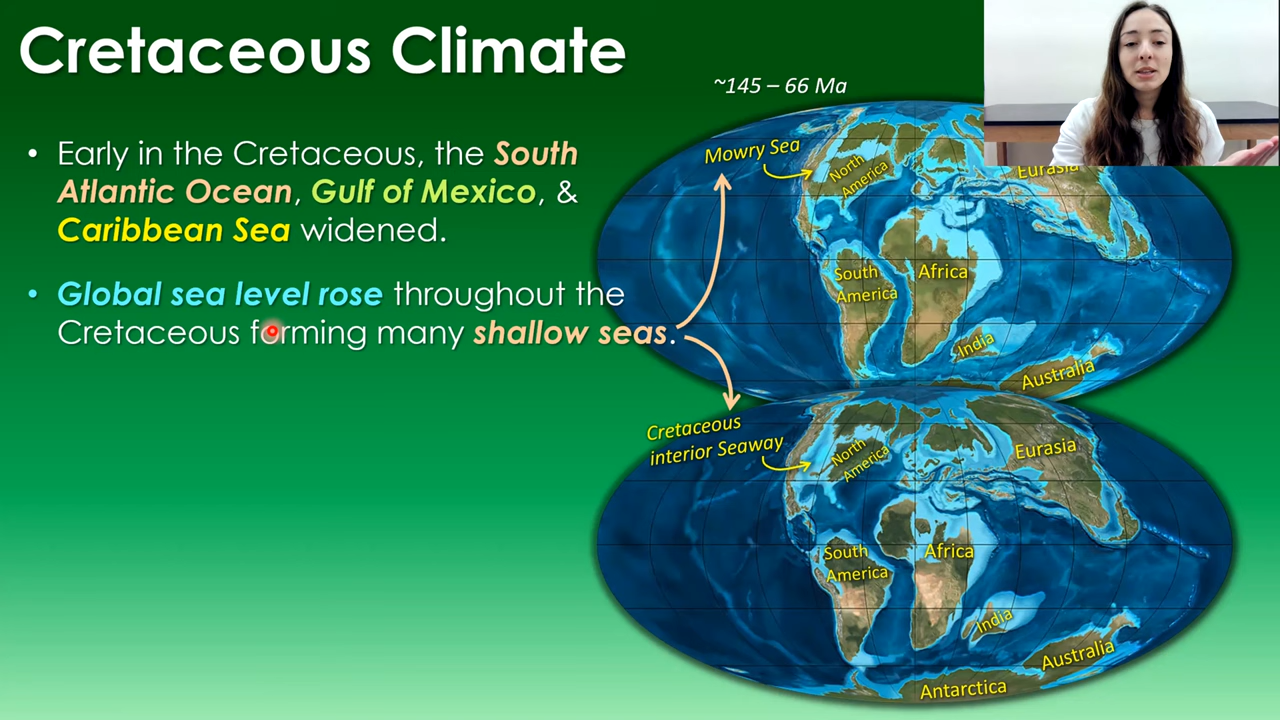 Cretaceous Climate
~145 – 66 Ma
• Early in the Cretaceous, the South
Atlantic Ocean, Gulf of Mexico, &
Caribbean Sea widened.
• Global sea level rose throughout the
Cretaceous forming many shallow seas.
Mowry Sea
North
America
Eurasia
South
America
Africa
India
Australia
Cretaceous
interior Seaway
North
America
Eurasia
South
America
Africa
India
Australia
Antarctica